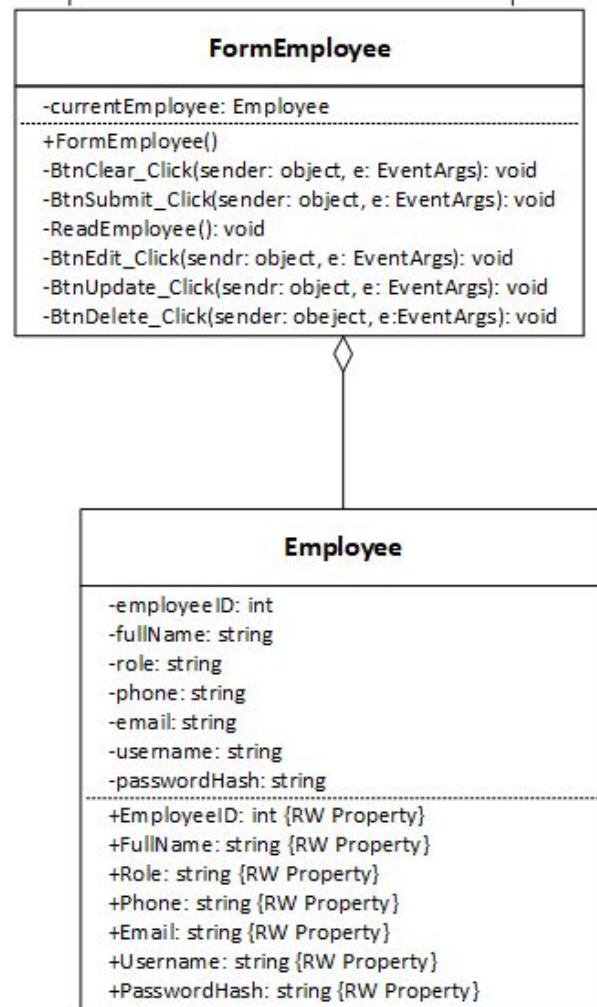 FormEmployee
-currentEmployee: Employee
+FormEmployee()
-BtnClear_Click(sender: object, e: EventArgs): void
-BtnSubmit_Click(sender: object, e: EventArgs): void
-ReadEmployee(): void
-BtnEdit_Click(sendr: object, e: EventArgs): void
-BtnUpdate_Click(sendr: object, e: EventArgs): void
-BtnDelete_Click(sender: obeject, e:EventArgs): void
Employee
-employeeID: int
-fullName: string
-role: string
-phone: string
-email: string
-username: string
-passwordHash: string
+EmployeeID: int {RW Property}
+FullName: string {RW Property}
+Role: string {RW Property}
+Phone: string {RW Property}
+Email: string {RW Property}
+Username: string {RW Property}
+PasswordHash: string {RW Property}